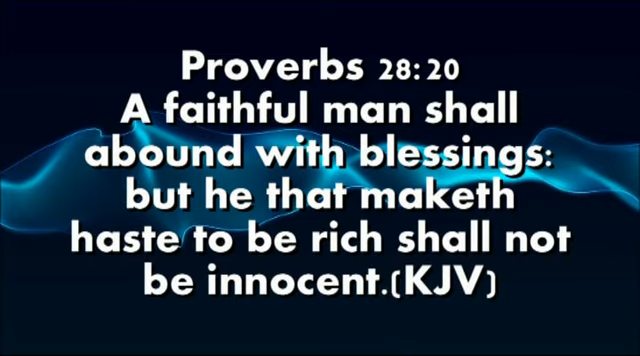 Proverbs 28:20
A faithful man shall
abound with blessings:
but he that maketh
haste to be rich shall not
be innocent.(KJV)